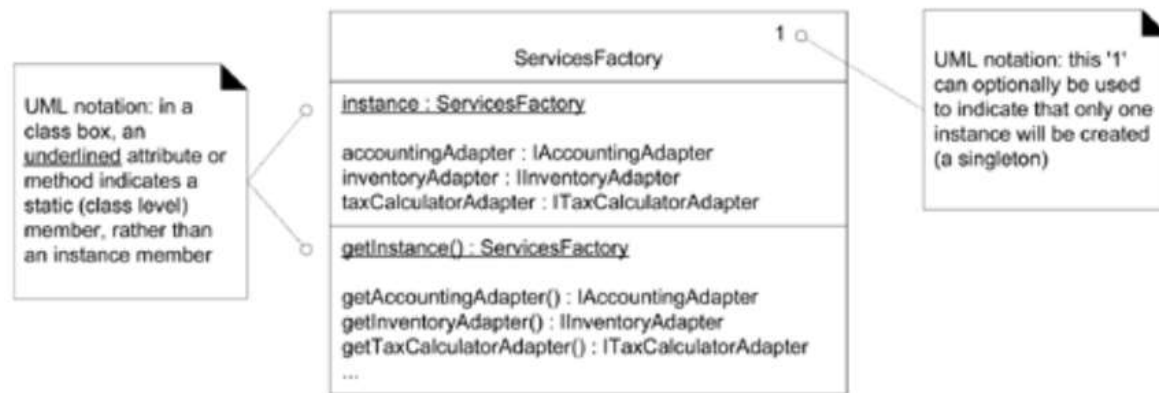 UML notation: in a
class box, an
underlined attribute or
method indicates a
static (class level)
member, rather than
an instance member
1
ServicesFactory
instance : ServicesFactory
accountingAdapter : IAccountingAdapter
inventoryAdapter : IInventoryAdapter
taxCalculatorAdapter : ITaxCalculatorAdapter
getInstance() : ServicesFactory
getAccountingAdapter() : IAccountingAdapter
getInventoryAdapter() : IInventoryAdapter
getTaxCalculatorAdapter() : ITaxCalculatorAdapter
...
UML notation: this '1'
can optionally be used
to indicate that only one
instance will be created
(a singleton)